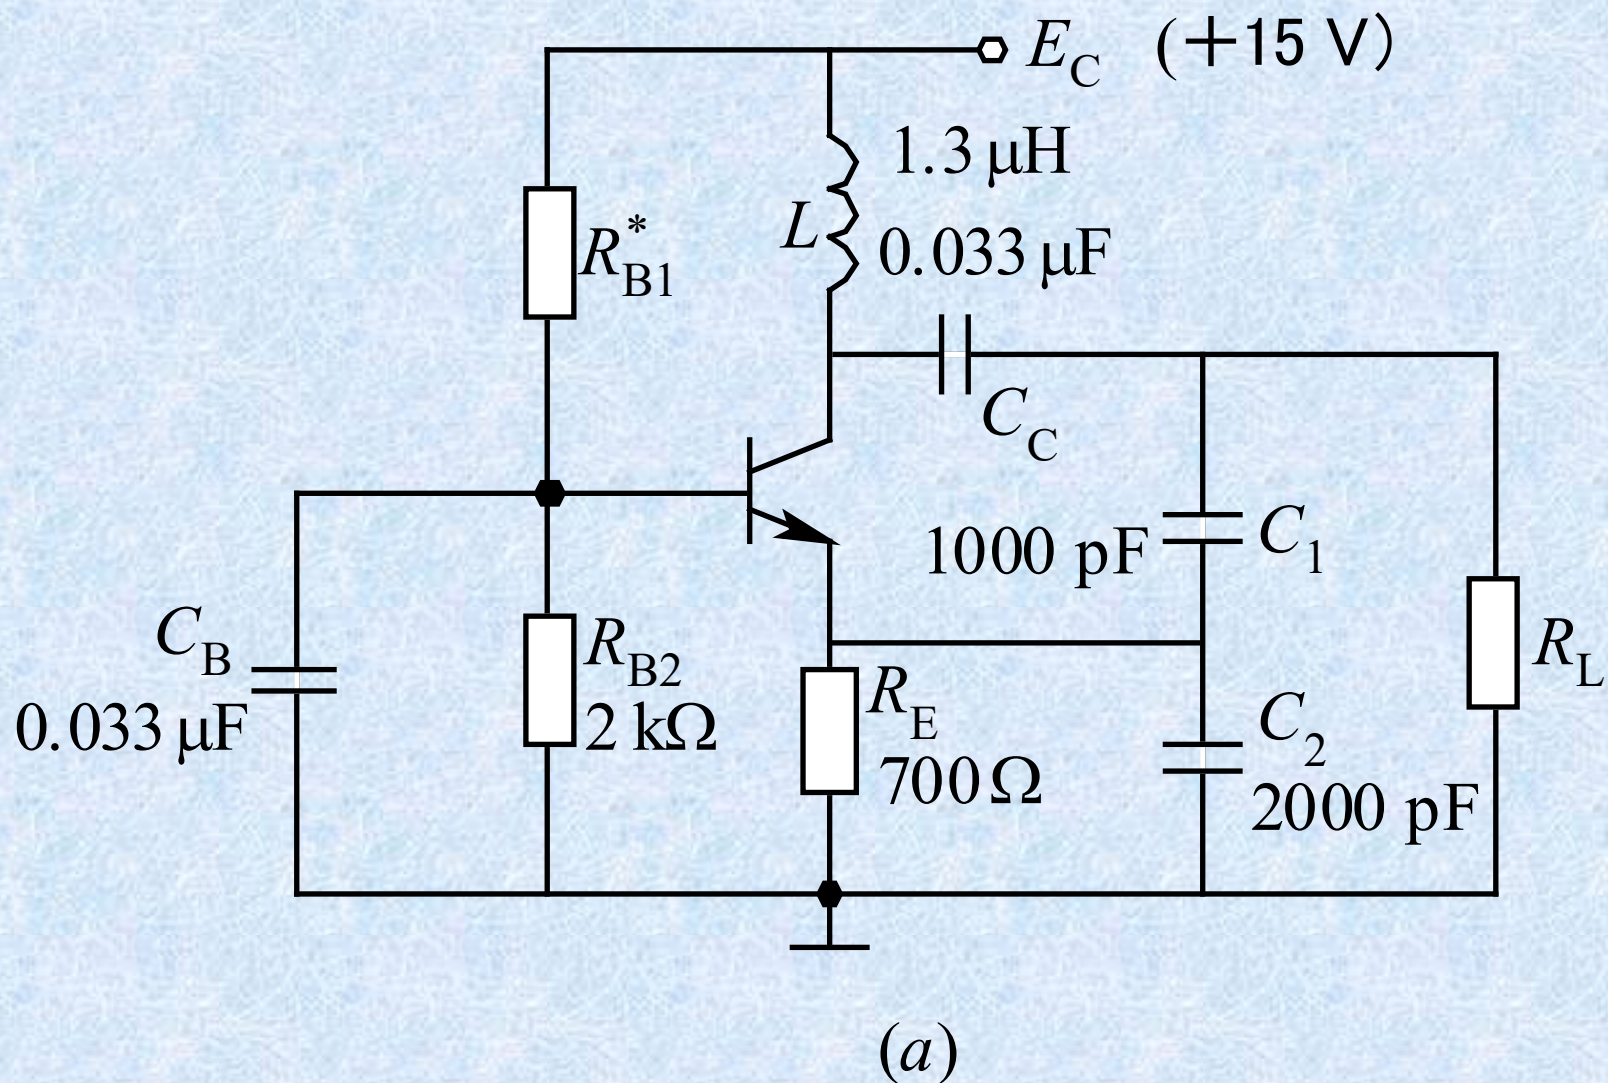 E_C (+15 V)
1.3 μH
L
0.033 μF
R*_B1
C_C
1000 pF
C_1
C_B
0.033 μF
R_B2
2 kΩ
R_E
700 Ω
C_2
2000 pF
R_L
(a)